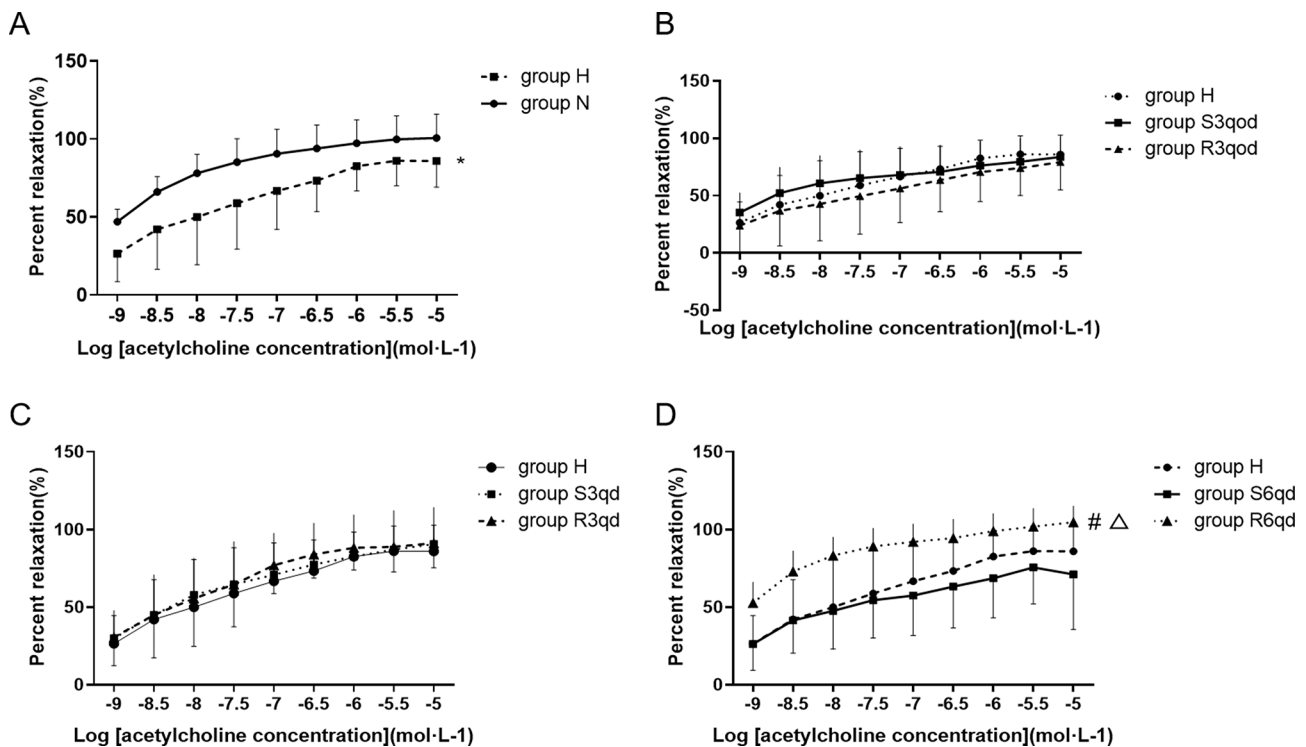 A
150
100
50
0
Percent relaxation(%)
-9 -8.5 -8 -7.5 -7 -6.5 -6 -5.5 -5
Log [acetylcholine concentration](mol·L-1)
group H
group N
*
B
150
100
50
0
-50
Percent relaxation(%)
-9 -8.5 -8 -7.5 -7 -6.5 -6 -5.5 -5
Log [acetylcholine concentration](mol·L-1)
group H
group S3qod
group R3qod
C
150
100
50
0
Percent relaxation(%)
-9 -8.5 -8 -7.5 -7 -6.5 -6 -5.5 -5
Log [acetylcholine concentration](mol·L-1)
group H
group S3qd
group R3qd
D
150
100
50
0
Percent relaxation(%)
-9 -8.5 -8 -7.5 -7 -6.5 -6 -5.5 -5
Log [acetylcholine concentration](mol·L-1)
group H
group S6qd
group R6qd
# △